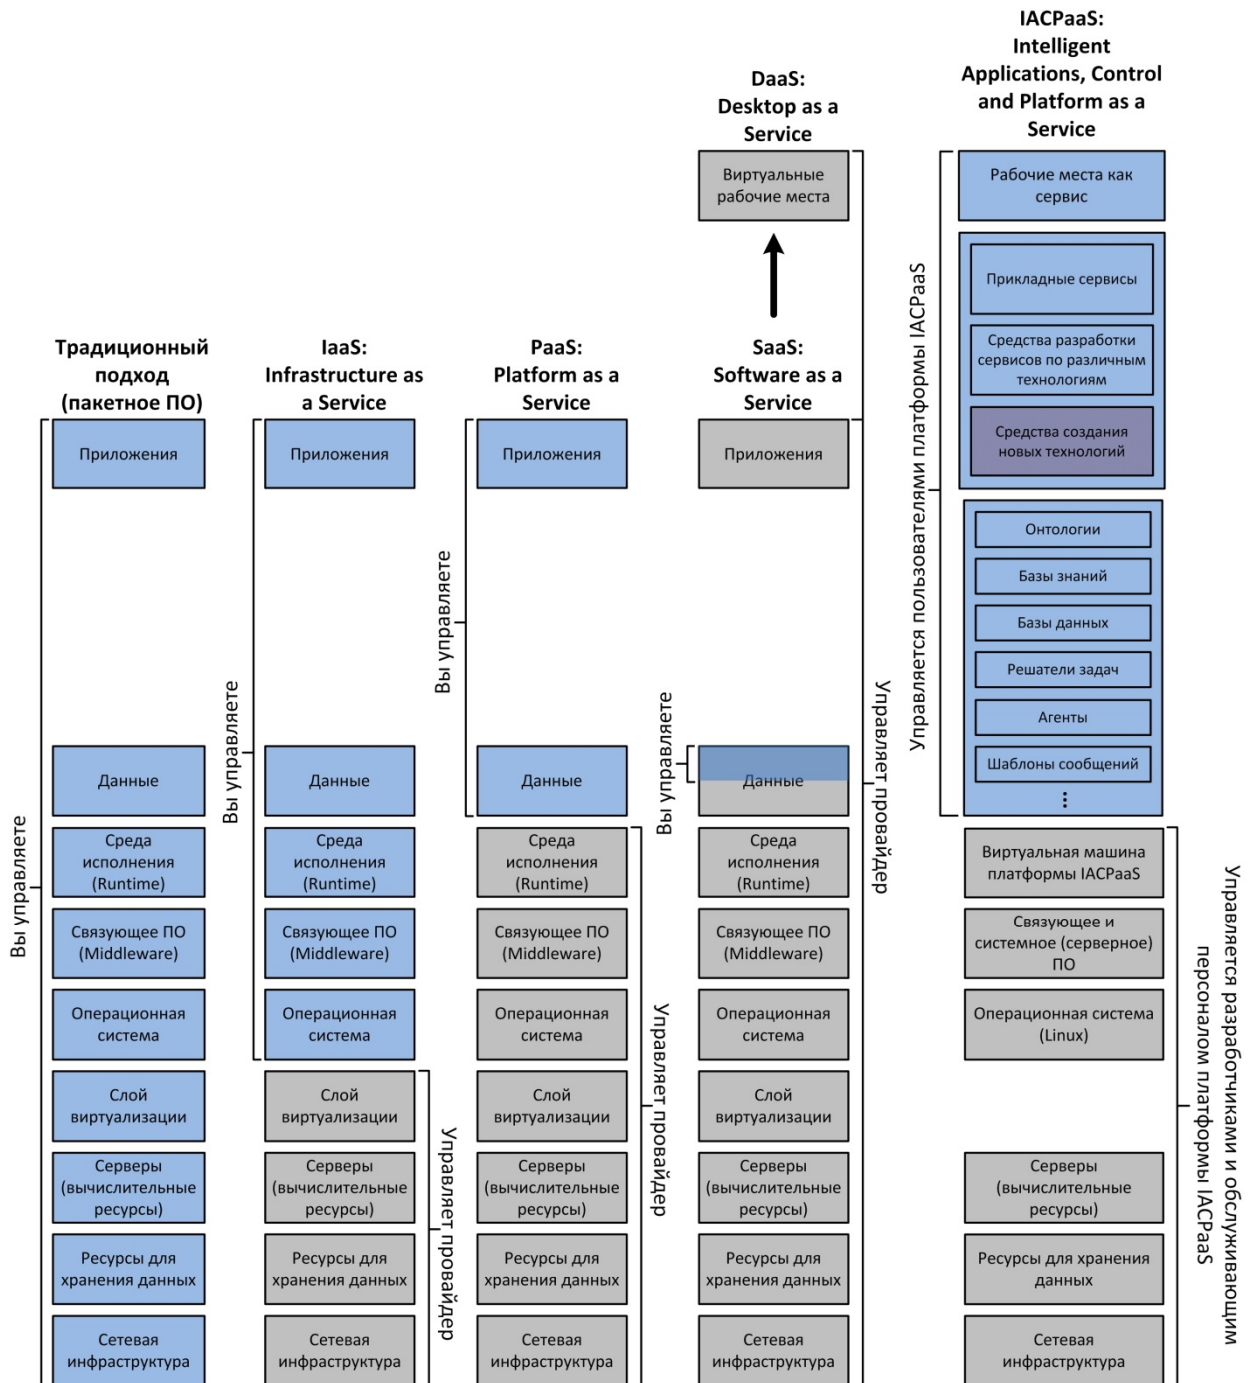 Традиционный
подход
(пакетное ПО)
Вы управляете
Приложения
Данные
Среда
исполнения
(Runtime)
Связующее ПО
(Middleware)
Операционная
система
Слой
виртуализации
Серверы
(вычислительные
ресурсы)
Ресурсы для
хранения данных
Сетевая
инфраструктура
IaaS:
Infrastructure as
a Service
Вы управляете
Приложения
Данные
Среда
исполнения
(Runtime)
Связующее ПО
(Middleware)
Операционная
система
Слой
виртуализации
Серверы
(вычислительные
ресурсы)
Ресурсы для
хранения данных
Сетевая
инфраструктура
Управляет провайдер
PaaS:
Platform as a
Service
Вы управляете
Приложения
Данные
Среда
исполнения
(Runtime)
Связующее ПО
(Middleware)
Операционная
система
Слой
виртуализации
Серверы
(вычислительные
ресурсы)
Ресурсы для
хранения данных
Сетевая
инфраструктура
Управляет провайдер
DaaS:
Desktop as a
Service
Виртуальные
рабочие места
SaaS:
Software as a
Service
Приложения
Вы управляете
Данные
Среда
исполнения
(Runtime)
Связующее ПО
(Middleware)
Операционная
система
Слой
виртуализации
Серверы
(вычислительные
ресурсы)
Ресурсы для
хранения данных
Сетевая
инфраструктура
Управляет провайдер
IACPaaS:
Intelligent
Applications, Control
and Platform as a
Service
Управляется пользователями платформы IACPaaS
Рабочие места как
сервис
Прикладные сервисы
Средства разработки
сервисов по различным
технологиям
Средства создания
новых технологий
Онтологии
Базы знаний
Базы данных
Решатели задач
Агенты
Шаблоны сообщений
...
Виртуальная машина
платформы IACPaaS
Связующее и
системное (серверное)
ПО
Операционная система
(Linux)
Серверы
(вычислительные
ресурсы)
Ресурсы для хранения
данных
Сетевая
инфраструктура
Управляется разработчиками и обслуживающим
персоналом платформы IACPaaS